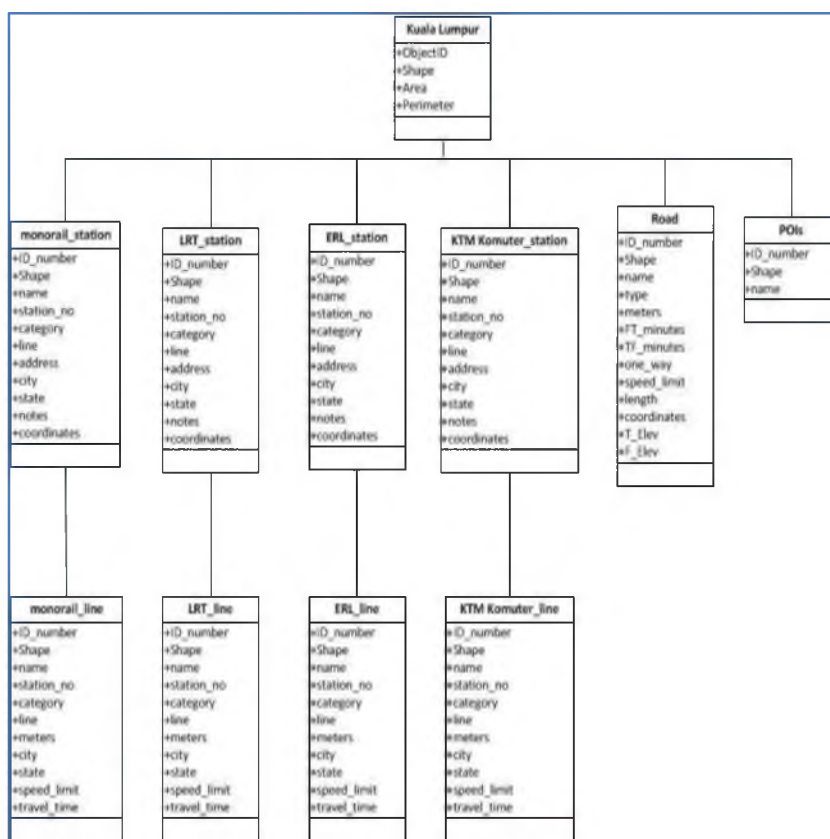 Kuala Lumpur
+ObjectID
+Shape
+Area
+Perimeter
monorail_station
+ID_number
+Shape
+name
+station_no
+category
+line
+address
+city
+state
+notes
+coordinates
LRT_station
+ID_number
+Shape
+name
+station_no
+category
+line
+address
+city
+state
+notes
+coordinates
ERL_station
+ID_number
+Shape
+name
+station_no
+category
+line
+address
+city
+state
+notes
+coordinates
KTM Komuter_station
+ID_number
+Shape
+name
+station_no
+category
+line
+address
+city
+state
+notes
+coordinates
Road
+ID_number
+Shape
+name
+type
+meters
+FT_minutes
+TF_minutes
+one_way
+speed_limit
+length
+coordinates
+T_Elev
+F_Elev
POIs
+ID_number
+Shape
+name
monorail_line
+ID_number
+Shape
+name
+station_no
+category
+line
+meters
+city
+state
+speed_limit
+travel_time
LRT_line
+ID_number
+Shape
+name
+station_no
+category
+line
+meters
+city
+state
+speed_limit
+travel_time
ERL_line
+ID_number
+Shape
+name
+station_no
+category
+line
+meters
+city
+state
+speed_limit
+travel_time
KTM Komuter_line
+ID_number
+Shape
+name
+station_no
+category
+line
+meters
+city
+state
+speed_limit
+travel_time